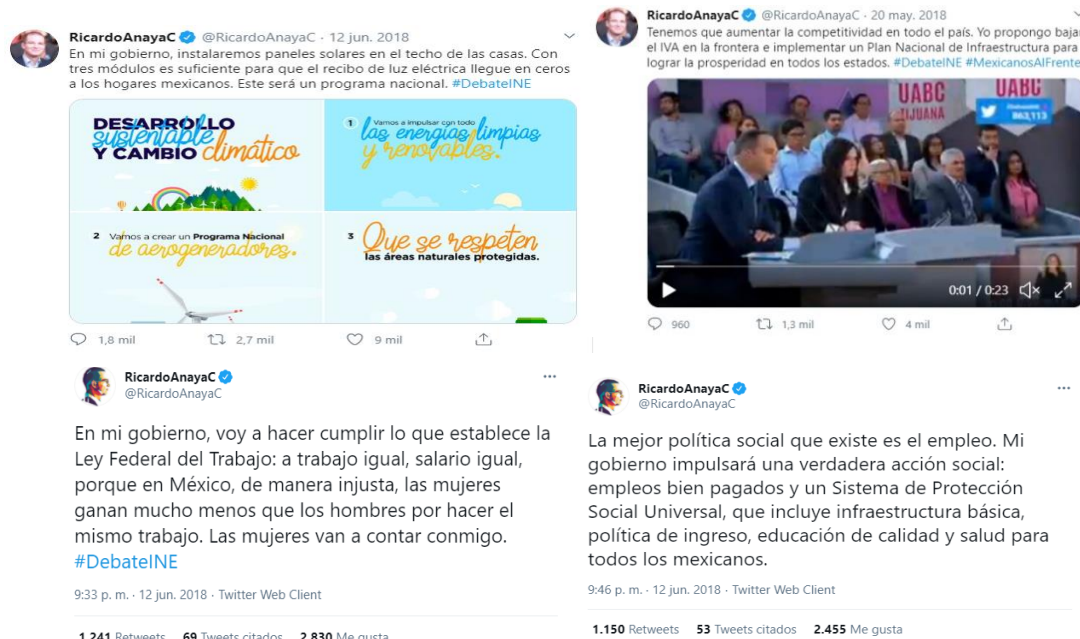 RicardoAnayaC @RicardoAnayaC · 12 jun. 2018
En mi gobierno, instalaremos paneles solares en el techo de las casas. Con
tres módulos es suficiente para que el recibo de luz eléctrica llegue en ceros
a los hogares mexicanos. Este será un programa nacional. #DebateINE
DESARROLLO
sustentable
Y CAMBIO climático
1 Vamos a impulsar con todo
las energías limpias
y renovables.
2 Vamos a crear un Programa Nacional
de aerogeneradores.
3 Que se respeten
las áreas naturales protegidas.
1,8 mil 2,7 mil 9 mil
RicardoAnayaC @RicardoAnayaC · 20 may. 2018
Tenemos que aumentar la competitividad en todo el país. Yo propongo bajar
el IVA en la frontera e implementar un Plan Nacional de Infraestructura para
lograr la prosperidad en todos los estados. #DebateINE #MexicanosAlFrente
UABC
TIJUANA
UABC
863,113
0:01 / 0:23
960 1,3 mil 4 mil
RicardoAnayaC
@RicardoAnayaC
En mi gobierno, voy a hacer cumplir lo que establece la
Ley Federal del Trabajo: a trabajo igual, salario igual,
porque en México, de manera injusta, las mujeres
ganan mucho menos que los hombres por hacer el
mismo trabajo. Las mujeres van a contar conmigo.
#DebateINE
9:33 p. m. · 12 jun. 2018 · Twitter Web Client
1.241 Retweets 69 Tweets citados 2.830 Me gusta
RicardoAnayaC
@RicardoAnayaC
La mejor política social que existe es el empleo. Mi
gobierno impulsará una verdadera acción social:
empleos bien pagados y un Sistema de Protección
Social Universal, que incluye infraestructura básica,
política de ingreso, educación de calidad y salud para
todos los mexicanos.
9:46 p. m. · 12 jun. 2018 · Twitter Web Client
1.150 Retweets 53 Tweets citados 2.455 Me gusta